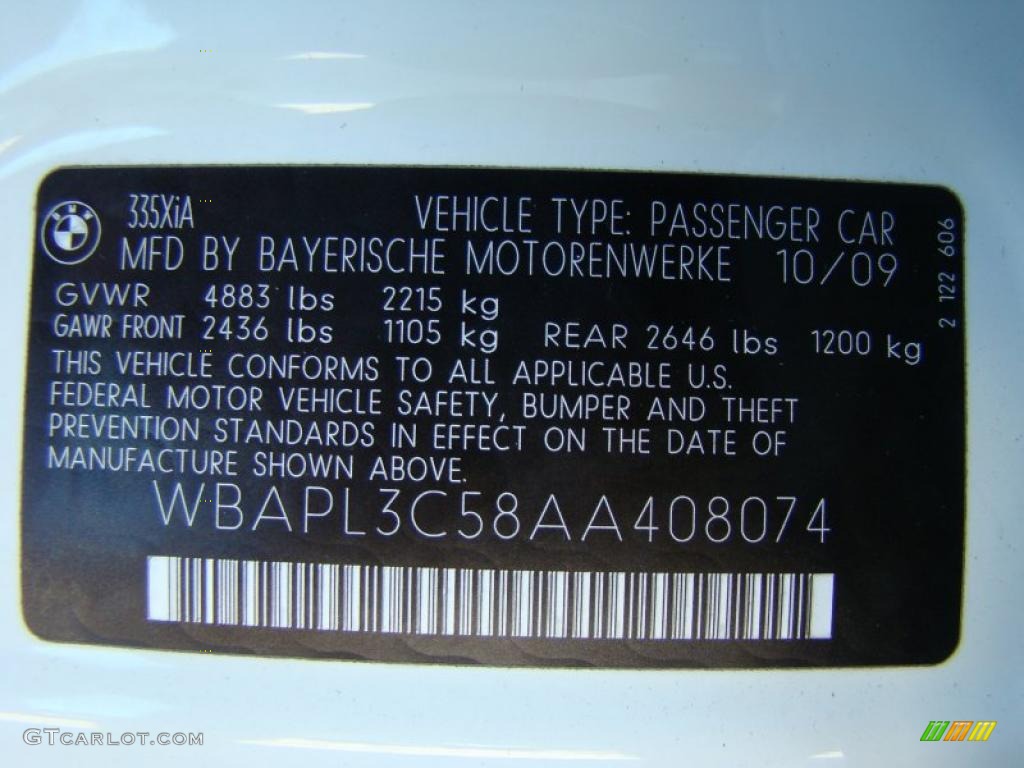 335XiA
VEHICLE TYPE: PASSENGER CAR
MFD BY BAYERISCHE MOTORENWERKE 10/09
GVWR 4883 lbs 2215 kg
GAWR FRONT 2436 lbs 1105 kg REAR 2646 lbs 1200 kg
THIS VEHICLE CONFORMS TO ALL APPLICABLE U.S.
FEDERAL MOTOR VEHICLE SAFETY, BUMPER AND THEFT
PREVENTION STANDARDS IN EFFECT ON THE DATE OF
MANUFACTURE SHOWN ABOVE.
WBAPL3C58AA408074
2 122 606
BMW
GTCARLOT.COM